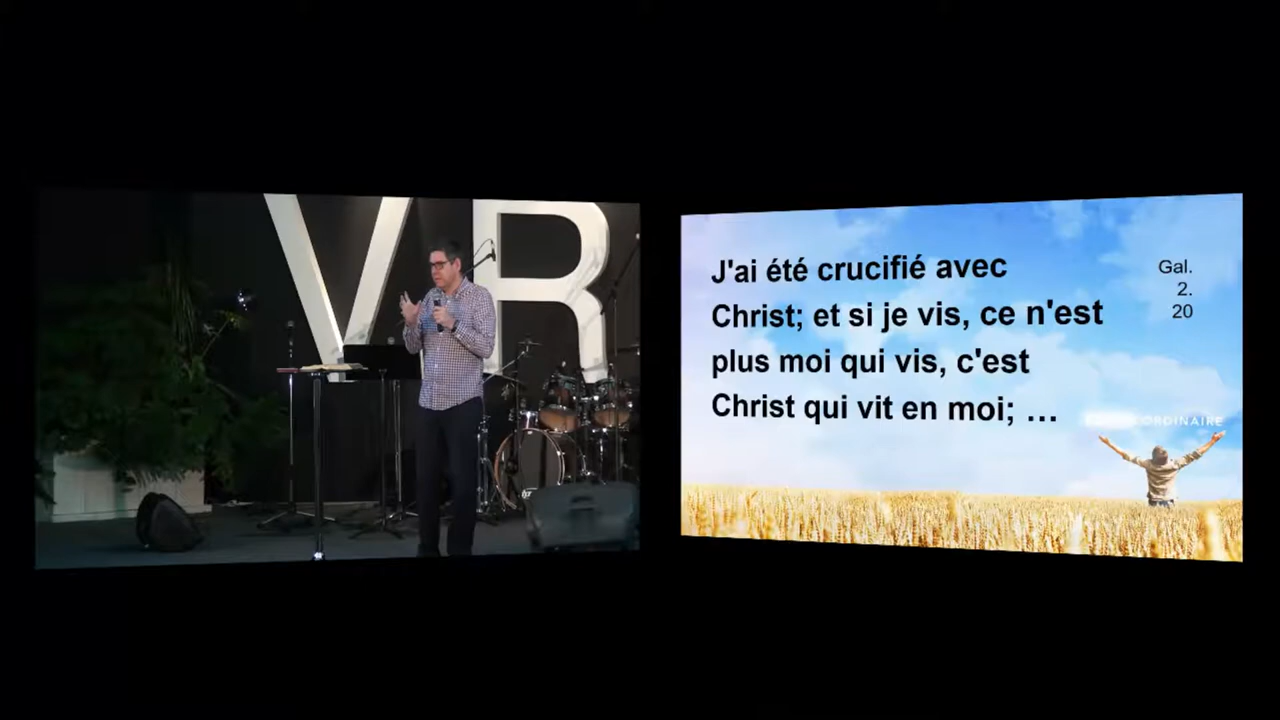 VR
J'ai été crucifié avec
Christ; et si je vis, ce n'est
plus moi qui vis, c'est
Christ qui vit en moi; …
Gal.
2.
20